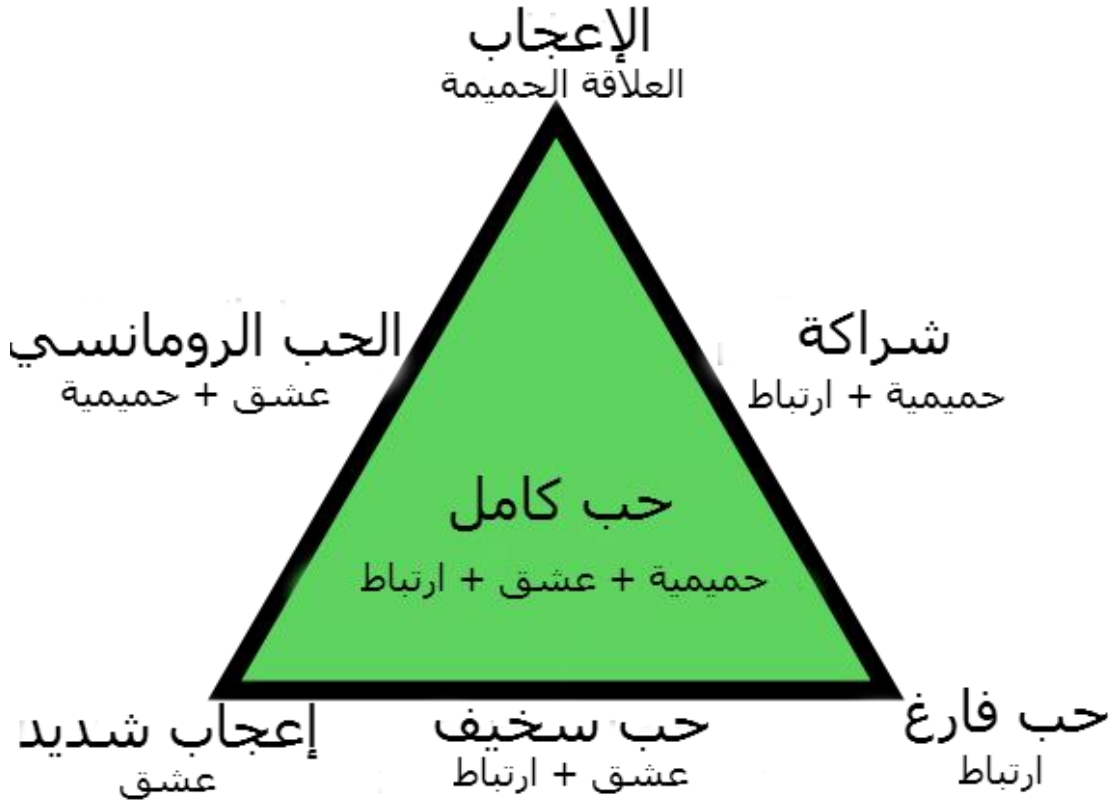 الإعجاب
العلاقة الحميمة
شراكة
حميمية + ارتباط
الحب الرومانسي
عشق + حميمية
حب كامل
حميمية + عشق + ارتباط
حب فارغ
ارتباط
حب سخيف
عشق + ارتباط
إعجاب شديد
عشق